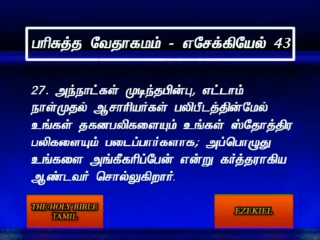 பரிசுத்த வேதாகமம் - எசேக்கியேல் 43
27. அந்நாட்கள் முடிந்தபின்பு, எட்டாம்
நாள்முதல் ஆசாரியர்கள் பலிபீடத்தின்மேல்
உங்கள் தகனபலிகளையும் உங்கள் ஸ்தோத்திர
பலிகளையும் படைப்பார்களாக; அப்பொழுது
உங்களை அங்கீகரிப்பேன் என்று கர்த்தராகிய
ஆண்டவர் சொல்லுகிறார்.
THE HOLY BIBLE
TAMIL
EZEKIEL